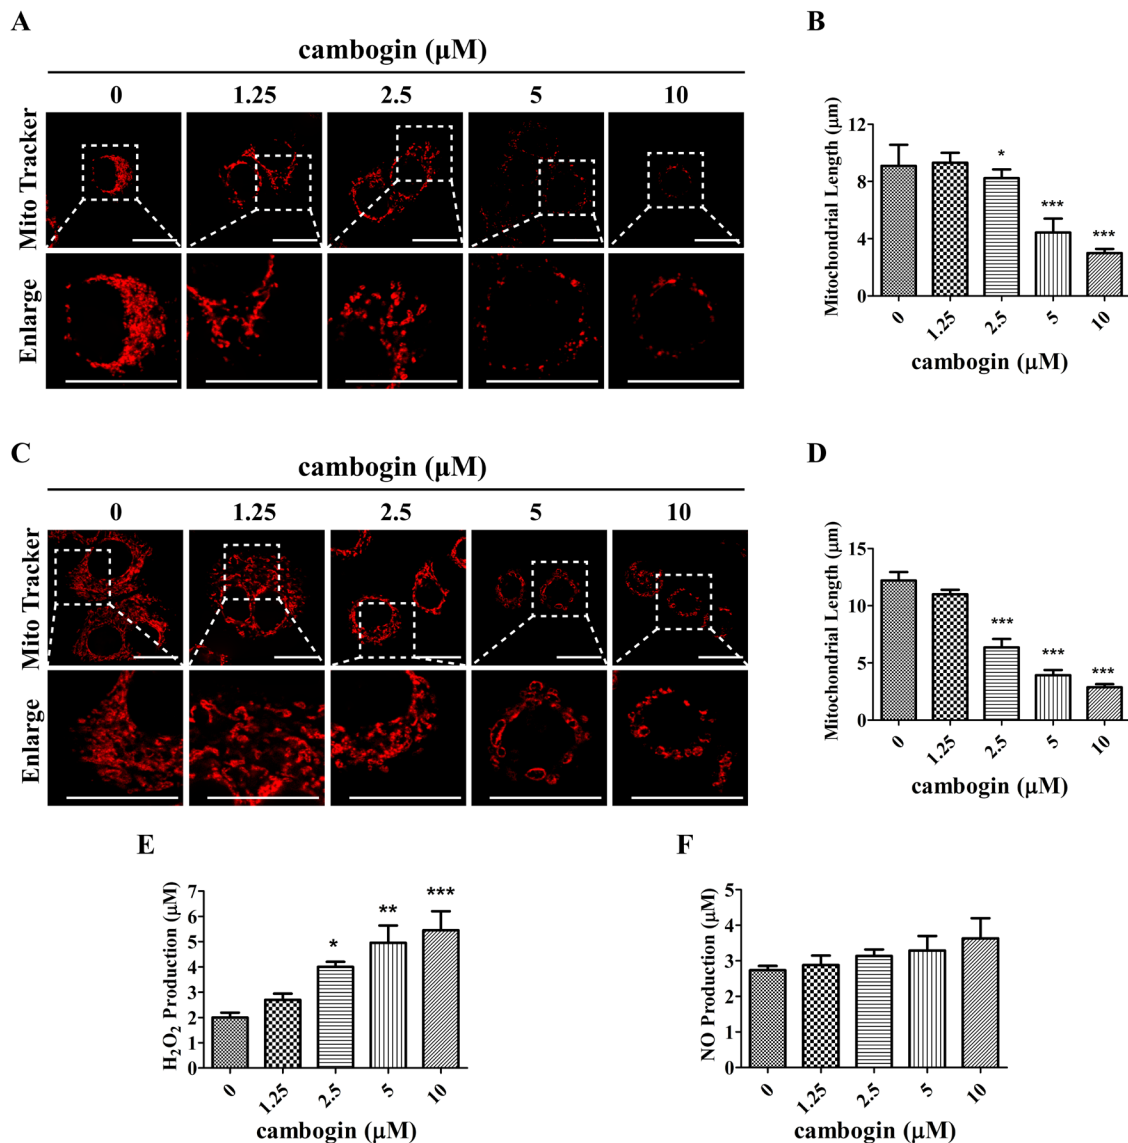 A
cambogin (μM)
0 1.25 2.5 5 10
Mito Tracker
Enlarge
B
Mitochondrial Length (μm)
12
8
4
0
*
***
***
0 1.25 2.5 5 10
cambogin (μM)
C
cambogin (μM)
0 1.25 2.5 5 10
Mito Tracker
Enlarge
D
Mitochondrial Length (μm)
15
10
5
0
***
***
***
0 1.25 2.5 5 10
cambogin (μM)
E
H₂O₂ Production (μM)
7
6
5
4
3
2
1
0
*
**
***
0 1.25 2.5 5 10
cambogin (μM)
F
NO Production (μM)
5
4
3
2
1
0
0 1.25 2.5 5 10
cambogin (μM)